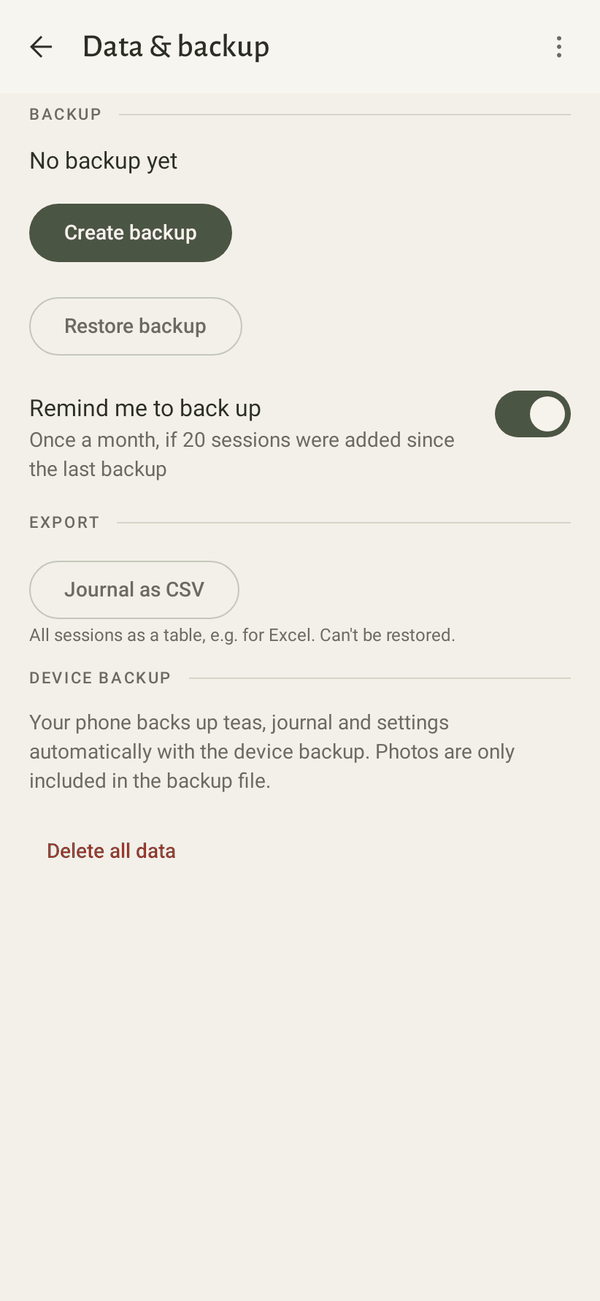 Data & backup
BACKUP
No backup yet
Create backup
Restore backup
Remind me to back up
Once a month, if 20 sessions were added since
the last backup
EXPORT
Journal as CSV
All sessions as a table, e.g. for Excel. Can't be restored.
DEVICE BACKUP
Your phone backs up teas, journal and settings
automatically with the device backup. Photos are only
included in the backup file.
Delete all data